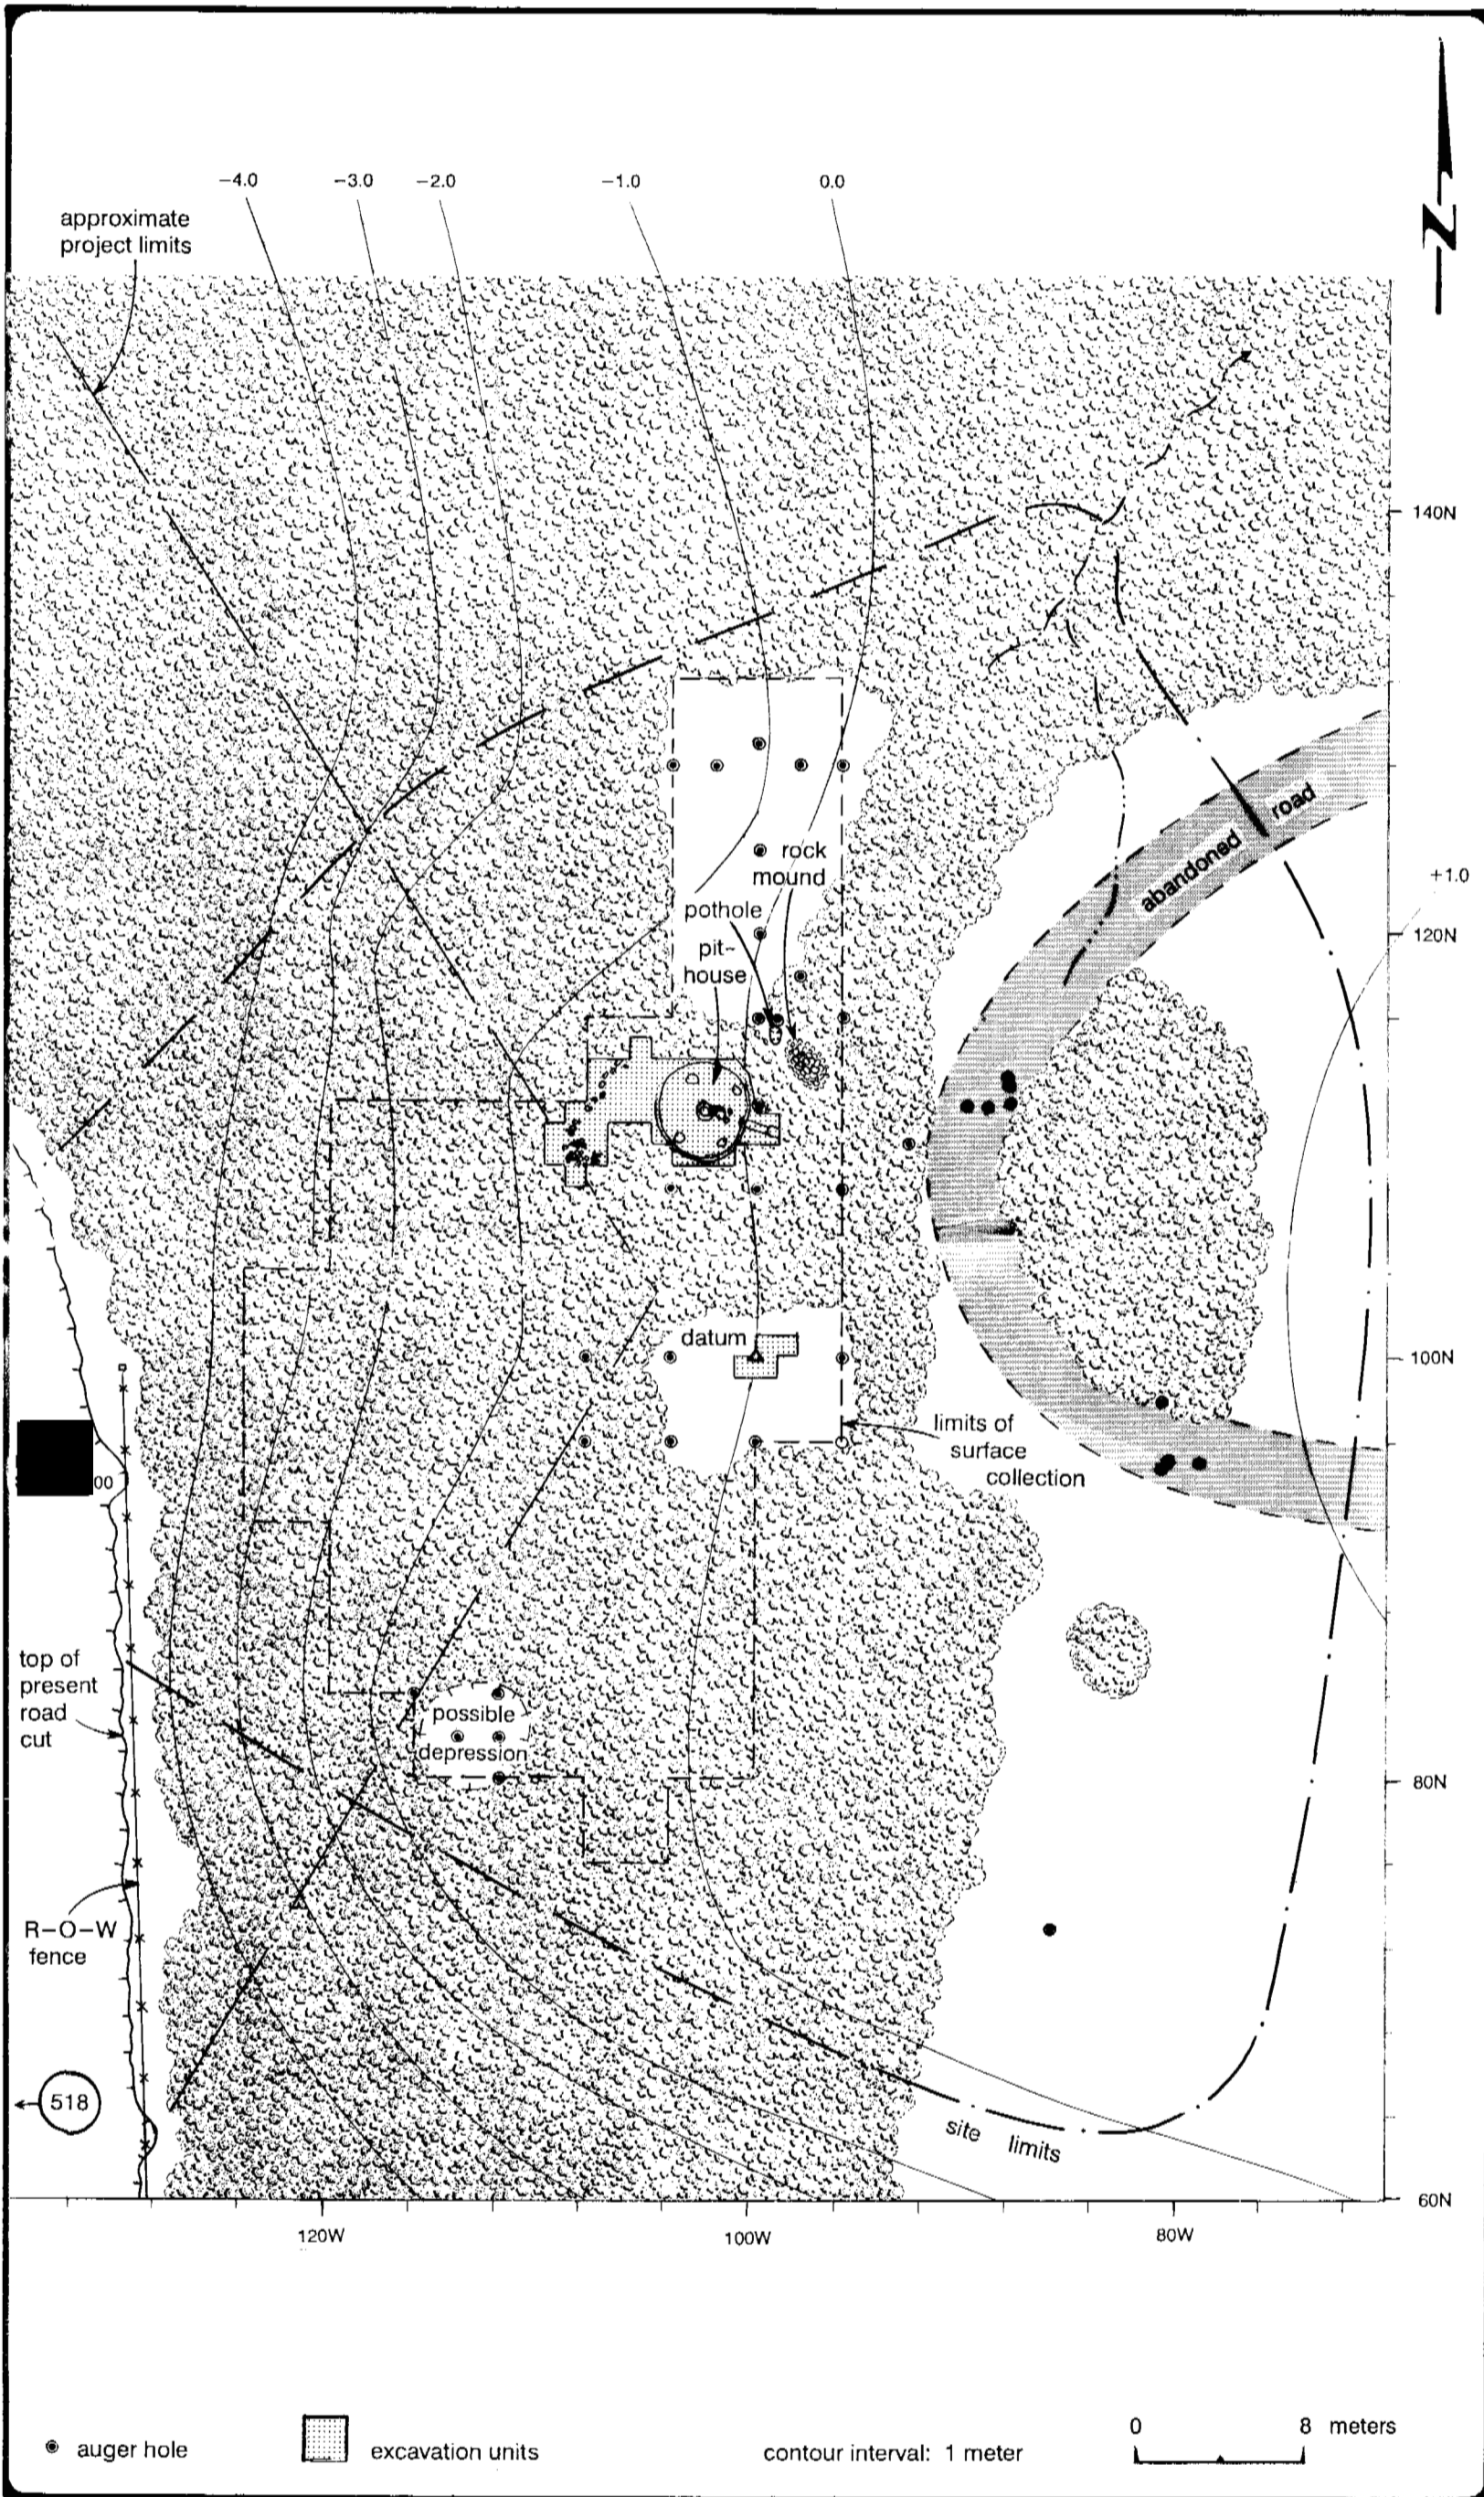 −4.0
−3.0
−2.0
−1.0
0.0
approximate
project limits
N
140N
abandoned road
rock
mound
+1.0
pothole
120N
pit–
house
datum
100N
limits of
surface
collection
00
top of
present
road
cut
possible
depression
80N
R–O–W
fence
518
site limits
60N
120W
100W
80W
auger hole
excavation units
contour interval: 1 meter
0 8 meters